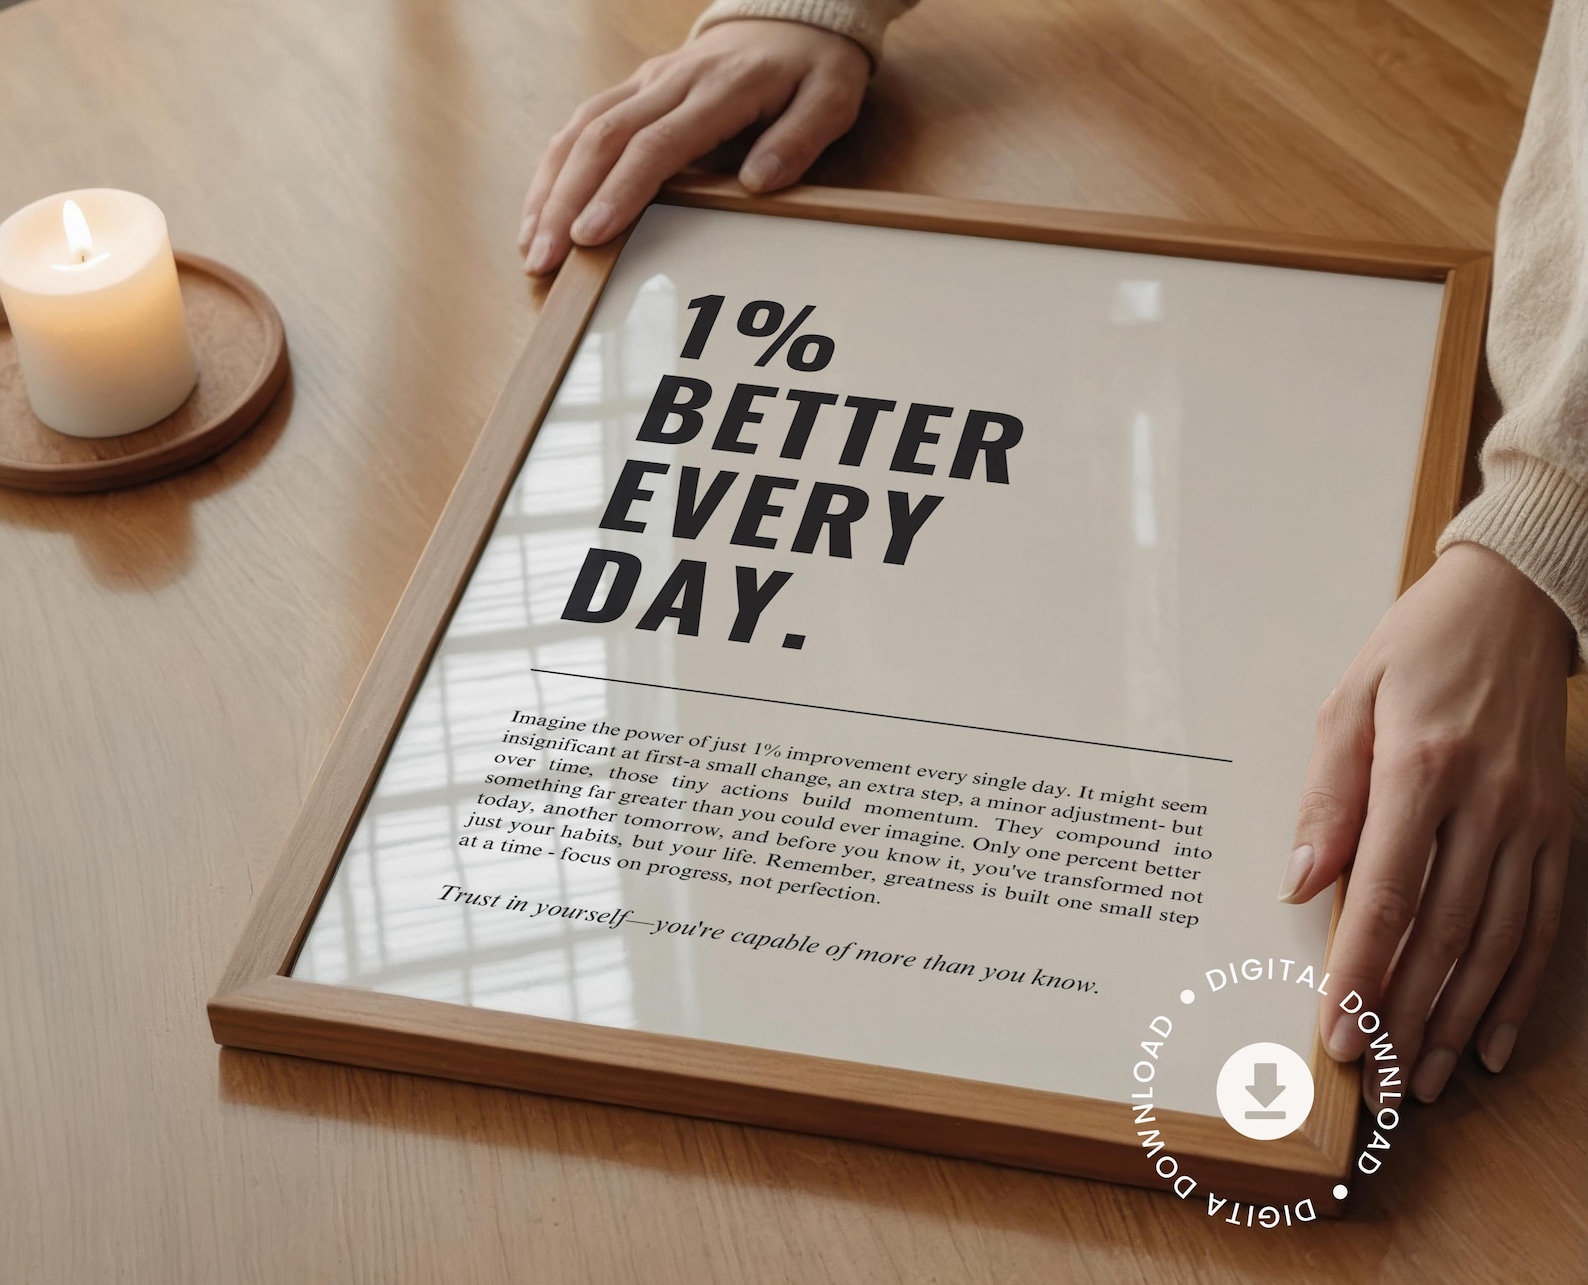 1%
BETTER
EVERY
DAY.
Imagine the power of just 1% improvement every single day. It might seem
insignificant at first-a small change, an extra step, a minor adjustment- but
over time, those tiny actions build momentum. They compound into
something far greater than you could ever imagine. Only one percent better
today, another tomorrow, and before you know it, you've transformed not
just your habits, but your life. Remember, greatness is built one small step
at a time - focus on progress, not perfection.
Trust in yourself—you're capable of more than you know.
• DIGITAL DOWNLOAD • DIGITA DOWNLOAD